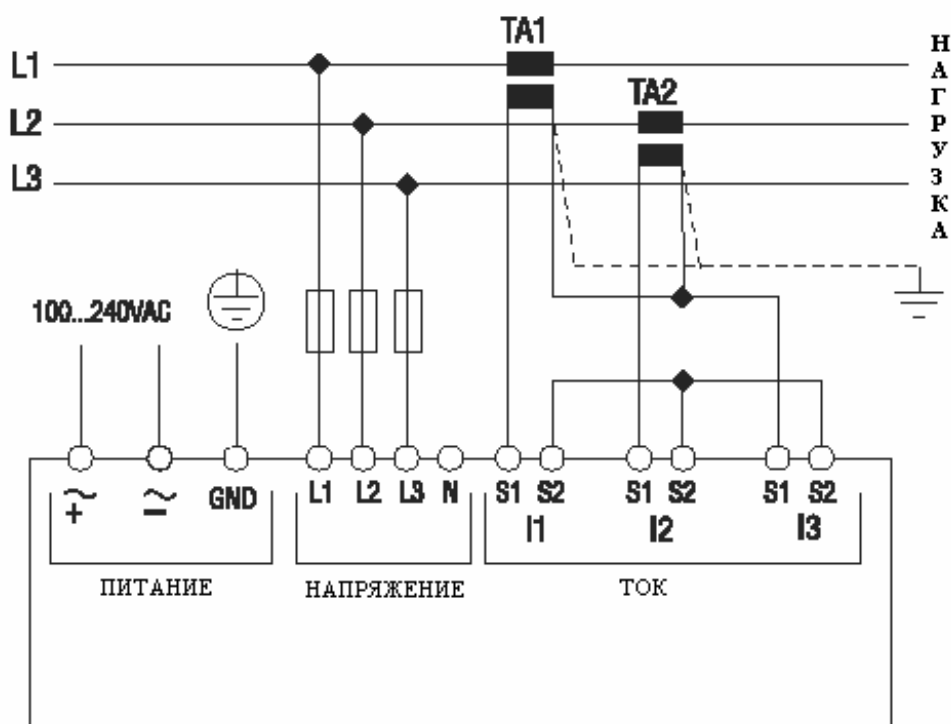 TA1
L1
TA2
L2
L3
НАГРУЗКА
100...240VAC
GND L1 L2 L3 N S1 S2 S1 S2 S1 S2
I1 I2 I3
ПИТАНИЕ НАПРЯЖЕНИЕ ТОК